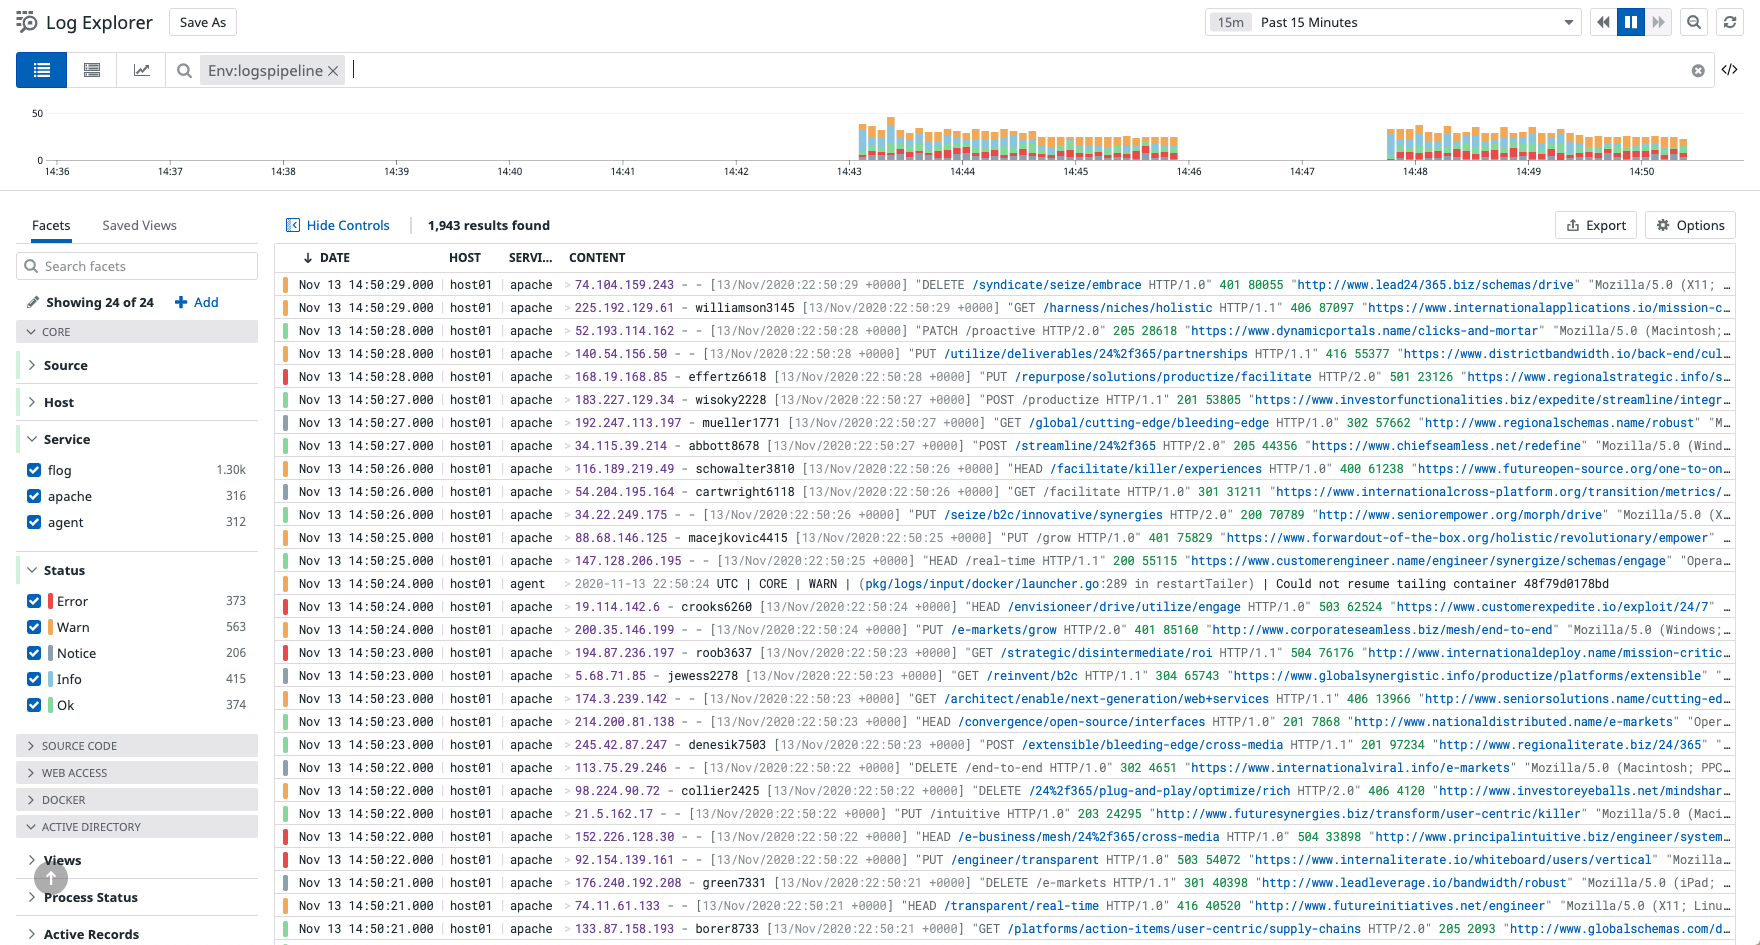 Log Explorer Save As 15m Past 15 Minutes
Env:logspipeline
50
0
14:36 14:37 14:38 14:39 14:40 14:41 14:42 14:43 14:44 14:45 14:46 14:47 14:48 14:49 14:50
Facets Saved Views
Search facets
Showing 24 of 24 Add
CORE
Source
Host
Service
flog 1.30k
apache 316
agent 312
Status
Error 373
Warn 563
Notice 206
Info 415
Ok 374
SOURCE CODE
WEB ACCESS
DOCKER
ACTIVE DIRECTORY
Views
Process Status
Active Records
Hide Controls 1,943 results found Export Options
DATE HOST SERVI... CONTENT
Nov 13 14:50:29.000 host01 apache > 74.104.159.243 - - [13/Nov/2020:22:50:29 +0000] "DELETE /syndicate/seize/embrace HTTP/1.0" 401 80055 "http://www.lead24/365.biz/schemas/drive" "Mozilla/5.0 (X11; …
Nov 13 14:50:29.000 host01 apache > 225.192.129.61 - williamson3145 [13/Nov/2020:22:50:29 +0000] "GET /harness/niches/holistic HTTP/1.1" 406 87097 "http://www.internationalapplications.io/mission-c…
Nov 13 14:50:28.000 host01 apache > 52.193.114.162 - - [13/Nov/2020:22:50:28 +0000] "PATCH /proactive HTTP/2.0" 205 28618 "https://www.dynamicportals.name/clicks-and-mortar" "Mozilla/5.0 (Macintosh;…
Nov 13 14:50:28.000 host01 apache > 140.54.156.50 - - [13/Nov/2020:22:50:28 +0000] "PUT /utilize/deliverables/24%2f365/partnerships HTTP/1.1" 416 55377 "https://www.districtbandwidth.io/back-end/cul…
Nov 13 14:50:28.000 host01 apache > 168.19.168.85 - effertz6618 [13/Nov/2020:22:50:28 +0000] "PUT /repurpose/solutions/productize/facilitate HTTP/2.0" 501 23126 "https://www.regionalstrategic.info/s…
Nov 13 14:50:27.000 host01 apache > 183.227.129.34 - wisoky2228 [13/Nov/2020:22:50:27 +0000] "POST /productize HTTP/1.1" 201 53805 "https://www.investorfunctionalities.biz/expedite/streamline/integr…
Nov 13 14:50:27.000 host01 apache > 192.247.113.197 - mueller1771 [13/Nov/2020:22:50:27 +0000] "GET /global/cutting-edge/bleeding-edge HTTP/1.0" 302 57662 "http://www.regionalschemas.name/robust" "M…
Nov 13 14:50:27.000 host01 apache > 34.115.39.214 - abbott8678 [13/Nov/2020:22:50:27 +0000] "POST /streamline/24%2f365 HTTP/2.0" 205 44356 "https://www.chiefseamless.net/redefine" "Mozilla/5.0 (Wind…
Nov 13 14:50:26.000 host01 apache > 116.189.219.49 - schowalter3810 [13/Nov/2020:22:50:26 +0000] "HEAD /facilitate/killer/experiences HTTP/1.0" 400 61238 "https://www.futureopen-source.org/one-to-on…
Nov 13 14:50:26.000 host01 apache > 54.204.195.164 - cartwright6118 [13/Nov/2020:22:50:26 +0000] "GET /facilitate HTTP/1.0" 301 31211 "https://www.internationalcross-platform.org/transition/metrics/…
Nov 13 14:50:26.000 host01 apache > 34.22.249.175 - - [13/Nov/2020:22:50:26 +0000] "PUT /seize/b2c/innovative/synergies HTTP/2.0" 200 70789 "http://www.seniorempower.org/morph/drive" "Mozilla/5.0 (X…
Nov 13 14:50:25.000 host01 apache > 88.68.146.125 - macejkovic4415 [13/Nov/2020:22:50:25 +0000] "PUT /grow HTTP/1.0" 401 75829 "https://www.forwardout-of-the-box.org/holistic/revolutionary/empower" …
Nov 13 14:50:25.000 host01 apache > 147.128.206.195 - - [13/Nov/2020:22:50:25 +0000] "HEAD /real-time HTTP/1.1" 200 55115 "https://www.customerengineer.name/engineer/synergize/schemas/engage" "Opera…
Nov 13 14:50:24.000 host01 agent > 2020-11-13 22:50:24 UTC | CORE | WARN | (pkg/logs/input/docker/launcher.go:289 in restartTailer) | Could not resume tailing container 48f79d0178bd
Nov 13 14:50:24.000 host01 apache > 19.114.142.6 - crooks6260 [13/Nov/2020:22:50:24 +0000] "HEAD /envisioneer/drive/utilize/engage HTTP/1.0" 503 62524 "https://www.customerexpedite.io/exploit/24/7" …
Nov 13 14:50:24.000 host01 apache > 200.35.146.199 - - [13/Nov/2020:22:50:24 +0000] "PUT /e-markets/grow HTTP/2.0" 401 85160 "http://www.corporateseamless.biz/mesh/end-to-end" "Mozilla/5.0 (Windows;…
Nov 13 14:50:23.000 host01 apache > 194.87.236.197 - roob3637 [13/Nov/2020:22:50:23 +0000] "GET /strategic/disintermediate/roi HTTP/1.1" 504 76176 "http://www.internationaldeploy.name/mission-critic…
Nov 13 14:50:23.000 host01 apache > 5.68.71.85 - jewess2278 [13/Nov/2020:22:50:23 +0000] "GET /reinvent/b2c HTTP/1.1" 304 65743 "https://www.globalsynergistic.info/productize/platforms/extensible" "…
Nov 13 14:50:23.000 host01 apache > 174.3.239.142 - - [13/Nov/2020:22:50:23 +0000] "GET /architect/enable/next-generation/web+services HTTP/1.1" 406 13966 "http://www.seniorsolutions.name/cutting-ed…
Nov 13 14:50:23.000 host01 apache > 214.200.81.138 - - [13/Nov/2020:22:50:23 +0000] "HEAD /convergence/open-source/interfaces HTTP/1.0" 201 7868 "http://www.nationaldistributed.name/e-markets" "Oper…
Nov 13 14:50:23.000 host01 apache > 245.42.87.247 - denesik7503 [13/Nov/2020:22:50:23 +0000] "POST /extensible/bleeding-edge/cross-media HTTP/1.1" 201 97234 "http://www.regionaliterate.biz/24/365" "…
Nov 13 14:50:22.000 host01 apache > 113.75.29.246 - - [13/Nov/2020:22:50:22 +0000] "DELETE /end-to-end HTTP/1.0" 302 4651 "https://www.internationalviral.info/e-markets" "Mozilla/5.0 (Macintosh; PPC…
Nov 13 14:50:22.000 host01 apache > 98.224.90.72 - collier2425 [13/Nov/2020:22:50:22 +0000] "DELETE /24%2f365/plug-and-play/optimize/rich HTTP/2.0" 406 4120 "http://www.investoreyeballs.net/mindshar…
Nov 13 14:50:22.000 host01 apache > 21.5.162.17 - - [13/Nov/2020:22:50:22 +0000] "PUT /intuitive HTTP/1.0" 203 24295 "http://www.futuresynergies.biz/transform/user-centric/killer" "Mozilla/5.0 (Maci…
Nov 13 14:50:22.000 host01 apache > 152.226.128.30 - - [13/Nov/2020:22:50:22 +0000] "HEAD /e-business/mesh/24%2f365/cross-media HTTP/1.0" 504 33898 "http://www.principalintuitive.biz/engineer/system…
Nov 13 14:50:22.000 host01 apache > 92.154.139.161 - - [13/Nov/2020:22:50:22 +0000] "PUT /engineer/transparent HTTP/1.0" 503 54072 "https://www.internaliterate.io/whiteboard/users/vertical" "Mozilla…
Nov 13 14:50:21.000 host01 apache > 176.240.192.208 - green7331 [13/Nov/2020:22:50:21 +0000] "DELETE /e-markets HTTP/1.1" 301 40398 "http://www.leadleverage.io/bandwidth/robust" "Mozilla/5.0 (iPad; …
Nov 13 14:50:21.000 host01 apache > 74.11.61.133 - - [13/Nov/2020:22:50:21 +0000] "HEAD /transparent/real-time HTTP/1.0" 416 40520 "http://www.futureinitiatives.net/engineer" "Mozilla/5.0 (X11; Linu…
Nov 13 14:50:21.000 host01 apache > 133.87.158.193 - borer8733 [13/Nov/2020:22:50:21 +0000] "GET /platforms/action-items/user-centric/supply-chains HTTP/2.0" 205 2093 "http://www.globalschemas.com/d…